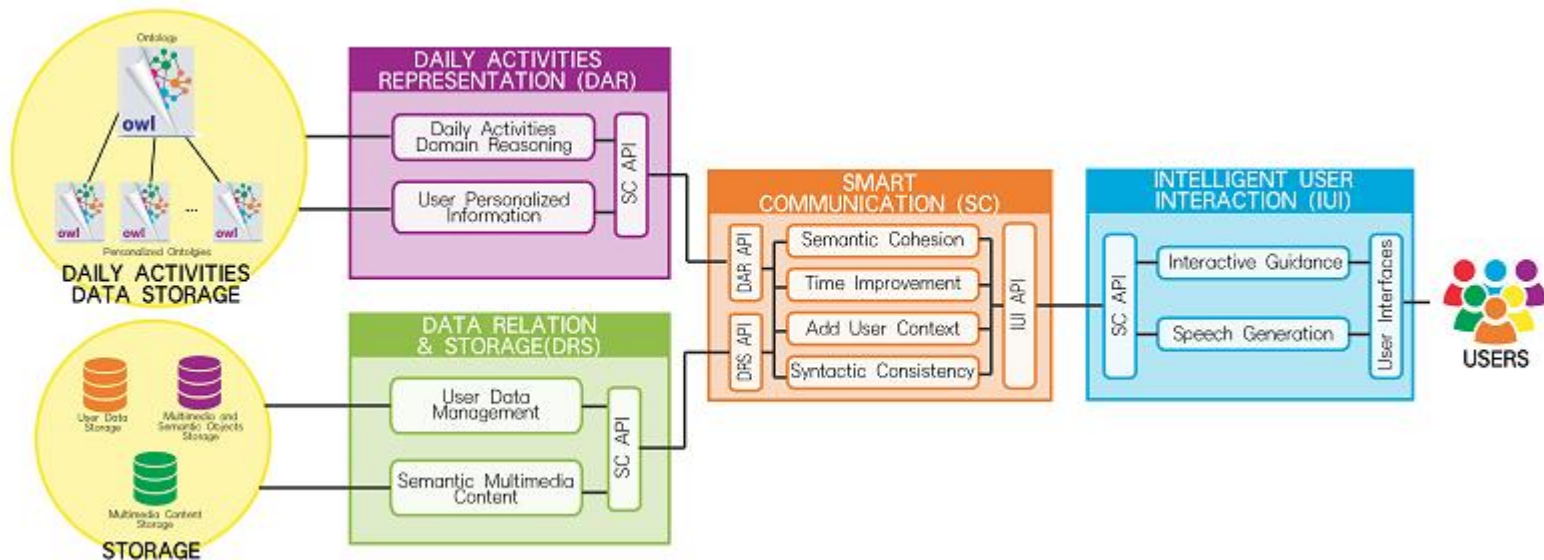 Ontology
owl
owl
owl
...
owl
Personalized Ontolgies
DAILY ACTIVITIES
DATA STORAGE
User Data
Storage
Multimedia and
Semantic Objects
Storage
Multimedia Content
Storage
STORAGE
DAILY ACTIVITIES
REPRESENTATION (DAR)
Daily Activities
Domain Reasoning
User Personalized
Information
SC API
DATA RELATION
& STORAGE(DRS)
User Data
Management
Semantic Multimedia
Content
SC API
SMART
COMMUNICATION (SC)
DAR API
DRS API
Semantic Cohesion
Time Improvement
Add User Context
Syntactic Consistency
IUI API
INTELLIGENT USER
INTERACTION (IUI)
SC API
Interactive Guidance
Speech Generation
User Interfaces
USERS